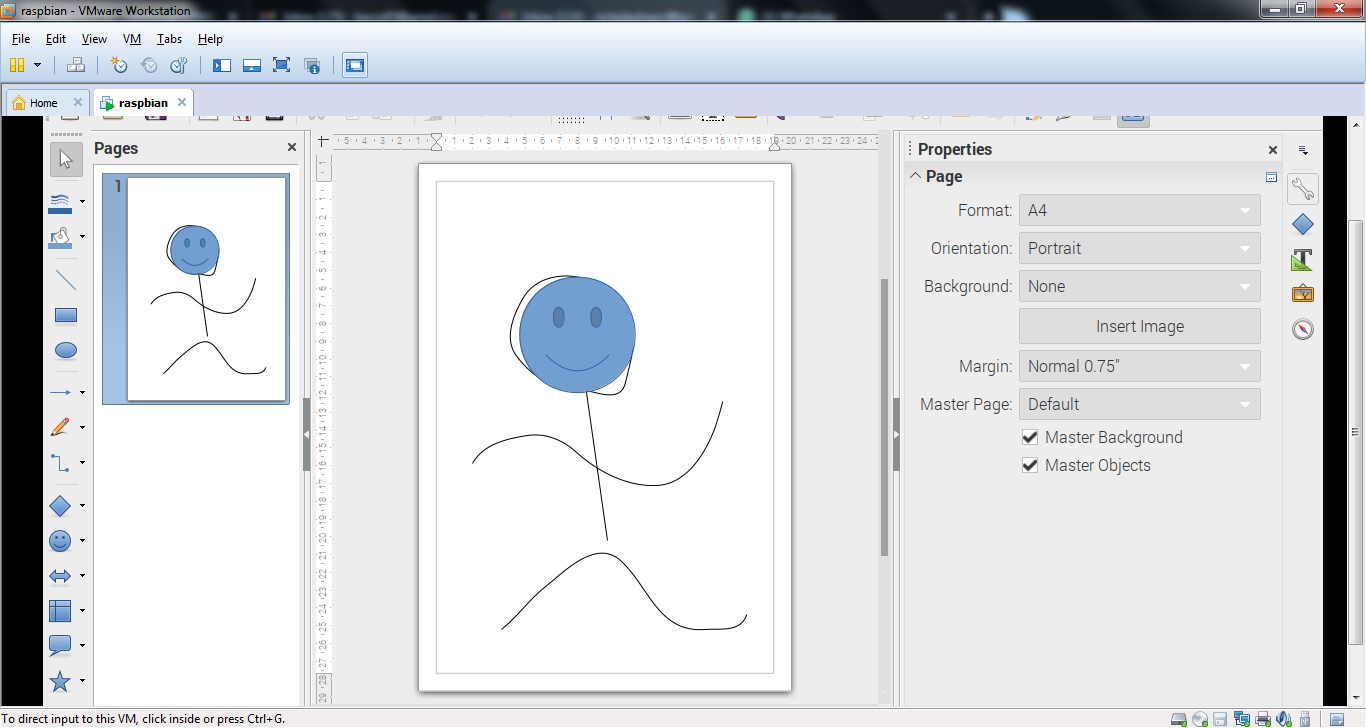 raspbian - VMware Workstation
File Edit View VM Tabs Help
Home raspbian
Pages
1
Properties
Page
Format: A4
Orientation: Portrait
Background: None
Insert Image
Margin: Normal 0.75"
Master Page: Default
Master Background
Master Objects
To direct input to this VM, click inside or press Ctrl+G.